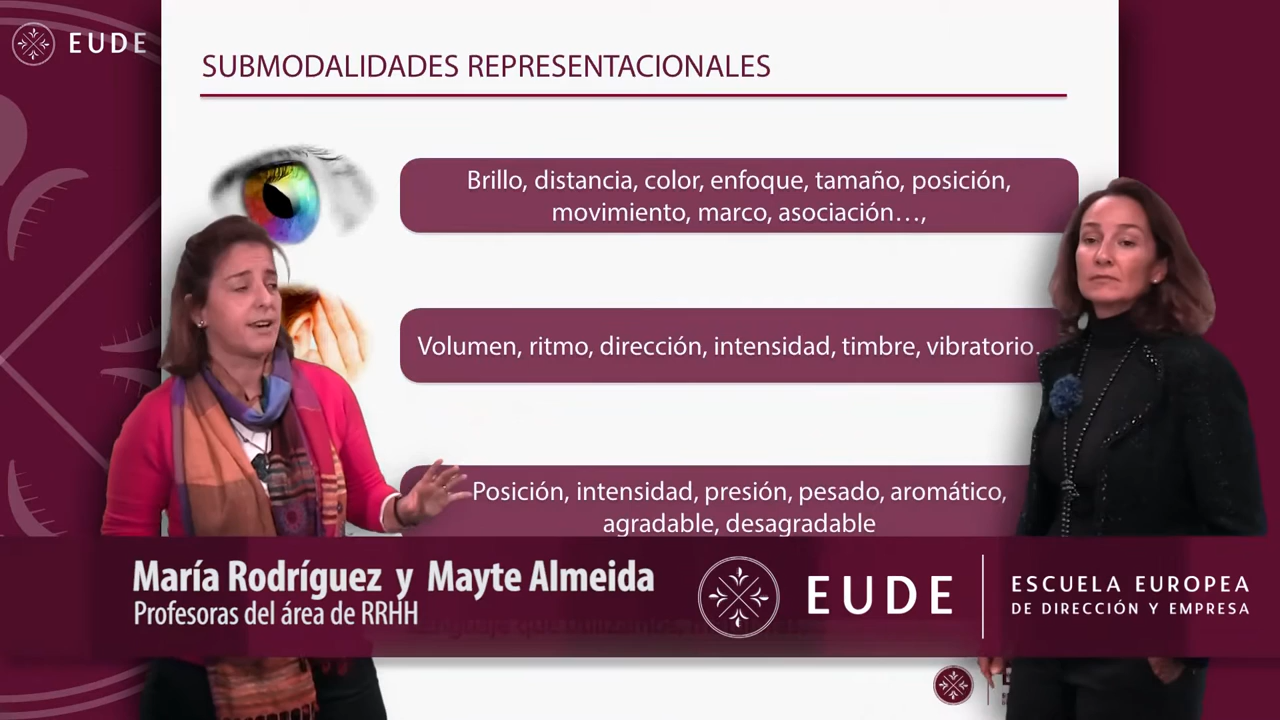 EUDE
SUBMODALIDADES REPRESENTACIONALES
Brillo, distancia, color, enfoque, tamaño, posición,
movimiento, marco, asociación…,
Volumen, ritmo, dirección, intensidad, timbre, vibratorio.
Posición, intensidad, presión, pesado, aromático,
agradable, desagradable
María Rodríguez y Mayte Almeida
Profesoras del área de RRHH
EUDE
ESCUELA EUROPEA
DE DIRECCIÓN Y EMPRESA